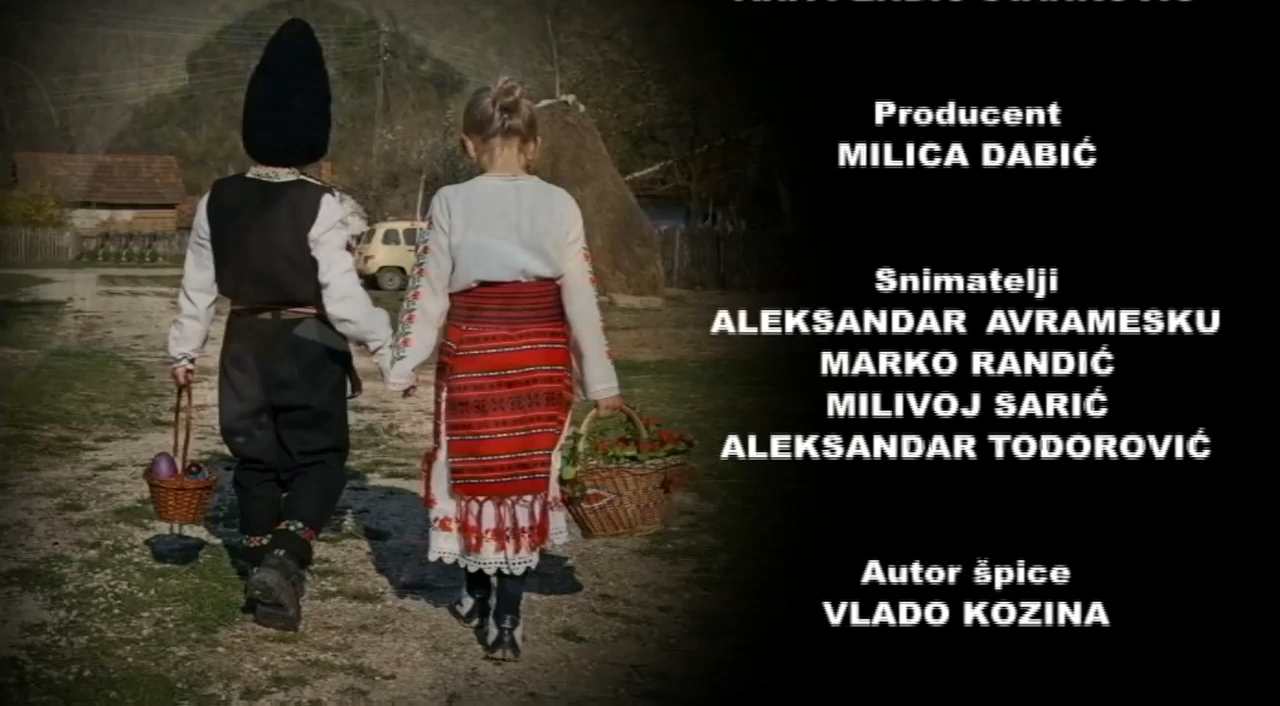 Producent
MILICA DABIĆ
Snimatelji
ALEKSANDAR AVRAMESKU
MARKO RANDIĆ
MILIVOJ SARIĆ
ALEKSANDAR TODOROVIĆ
Autor špice
VLADO KOZINA